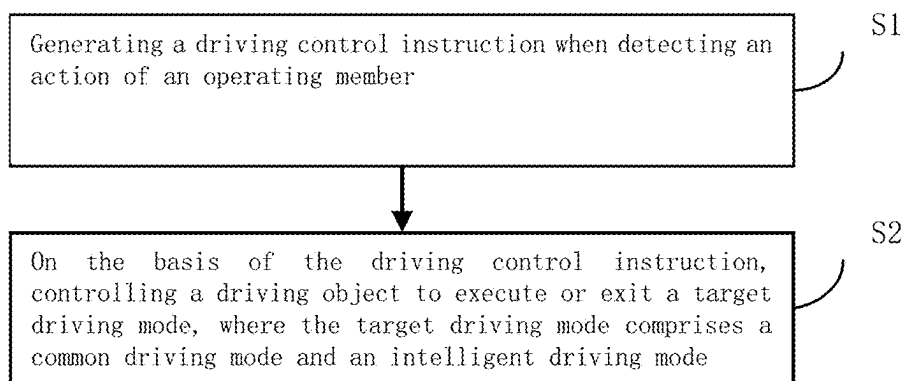 Generating a driving control instruction when detecting an
action of an operating member
S1
On the basis of the driving control instruction,
controlling a driving object to execute or exit a target
driving mode, where the target driving mode comprises a
common driving mode and an intelligent driving mode
S2